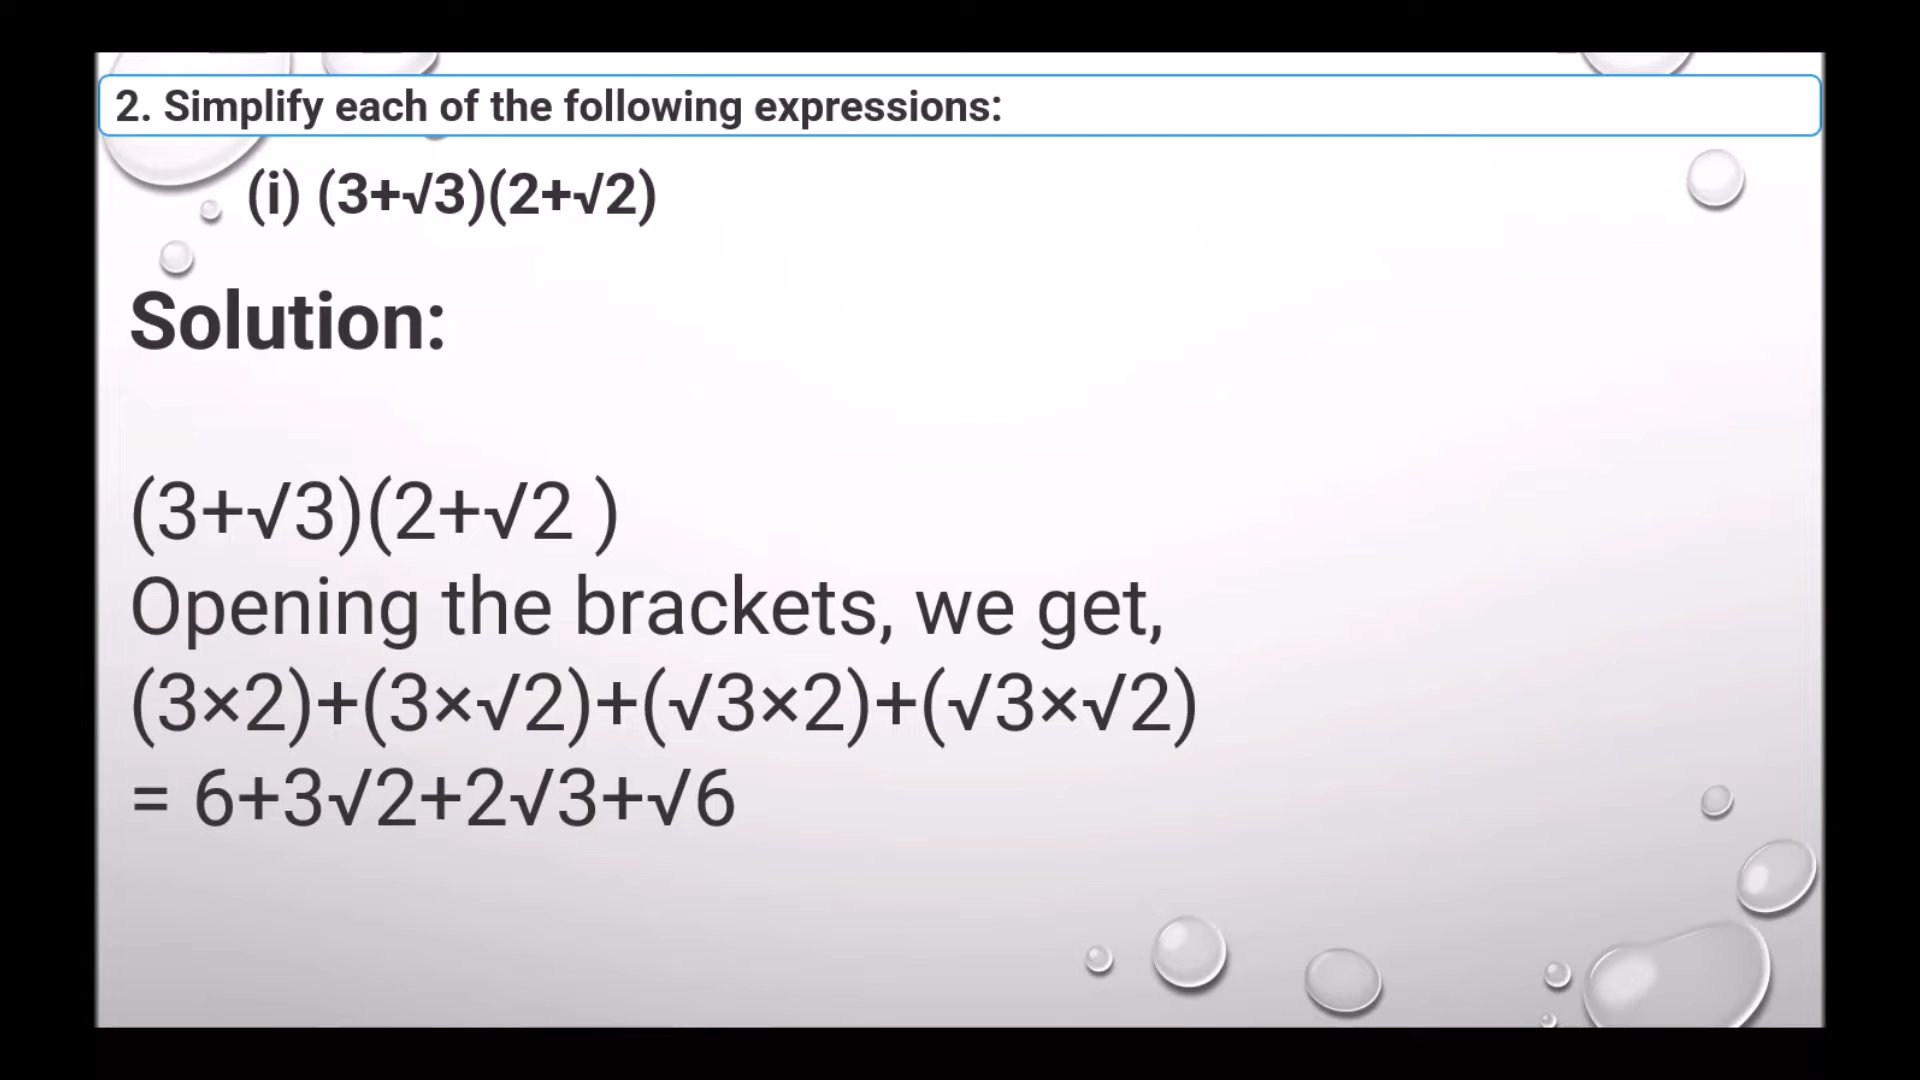 2. Simplify each of the following expressions:
(i) (3+√3)(2+√2)
Solution:
(3+√3)(2+√2 )
Opening the brackets, we get,
(3×2)+(3×√2)+(√3×2)+(√3×√2)
= 6+3√2+2√3+√6